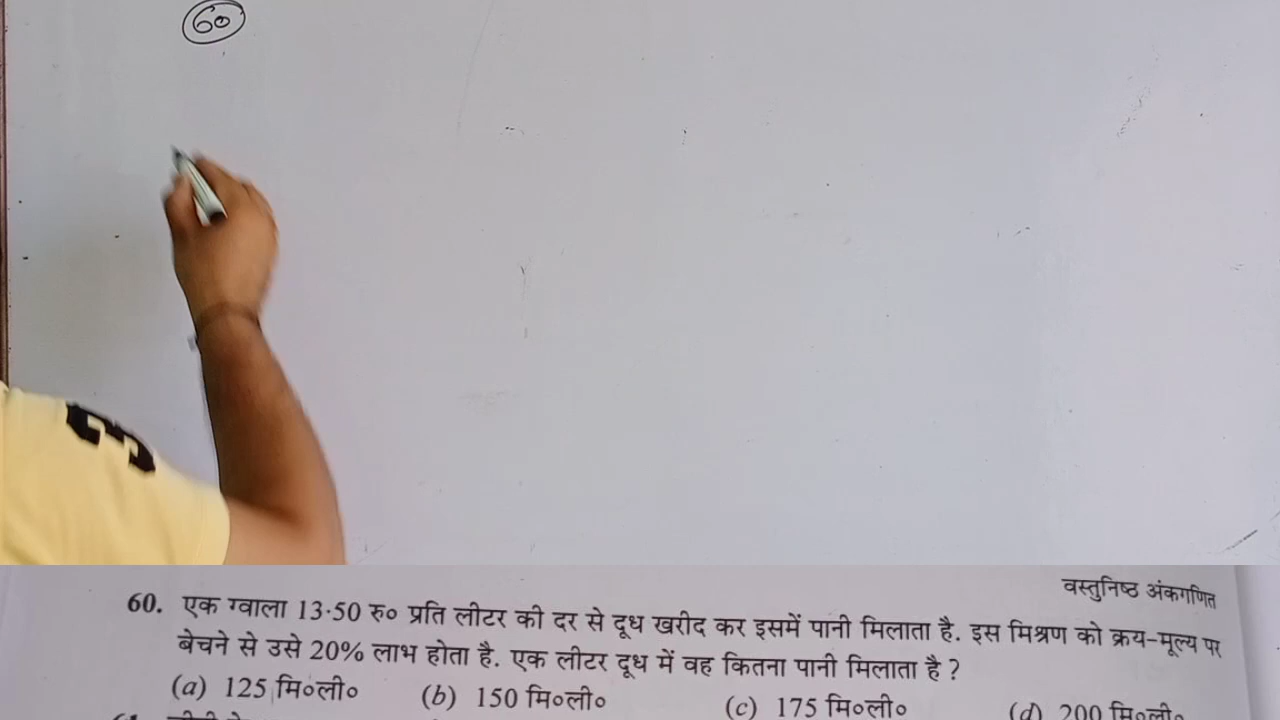 60
3
वस्तुनिष्ठ अंकगणित
60. एक ग्वाला 13·50 रु० प्रति लीटर की दर से दूध खरीद कर इसमें पानी मिलाता है. इस मिश्रण को क्रय-मूल्य पर
बेचने से उसे 20% लाभ होता है. एक लीटर दूध में वह कितना पानी मिलाता है ?
(a) 125 मि०ली० (b) 150 मि०ली० (c) 175 मि०ली० (d) 200 मि०ली०